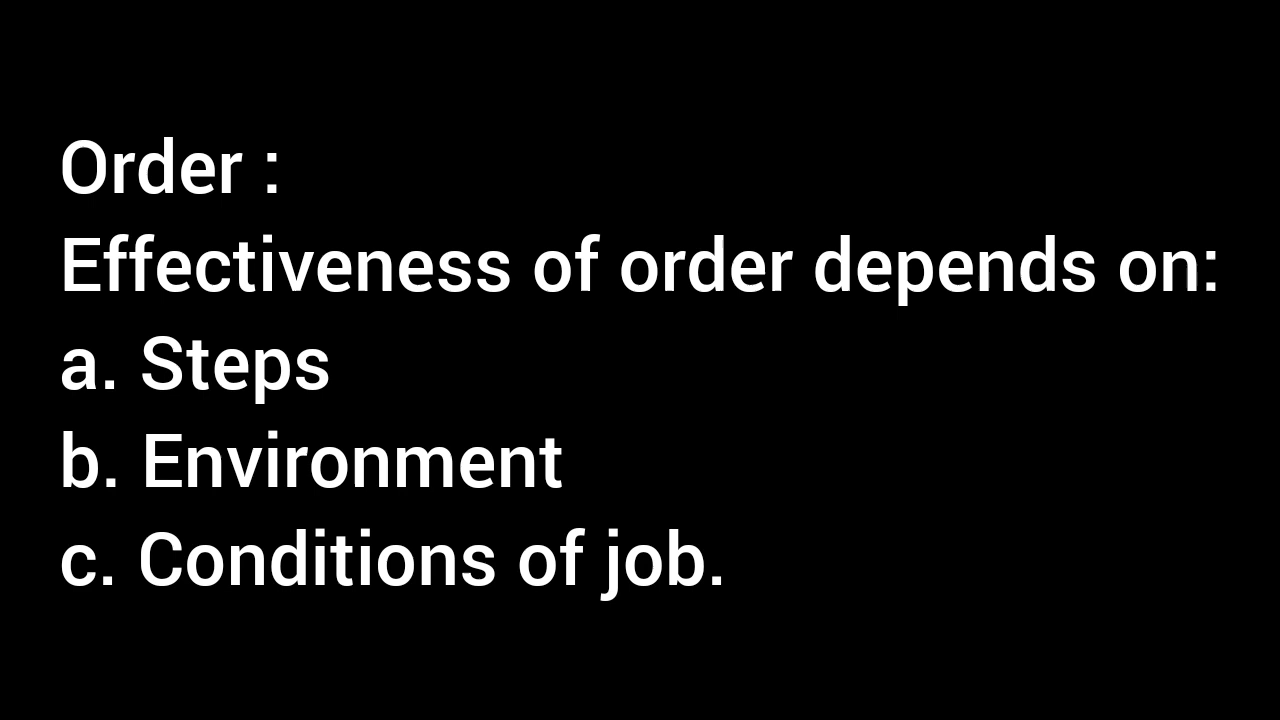 Order :
Effectiveness of order depends on:
a. Steps
b. Environment
c. Conditions of job.